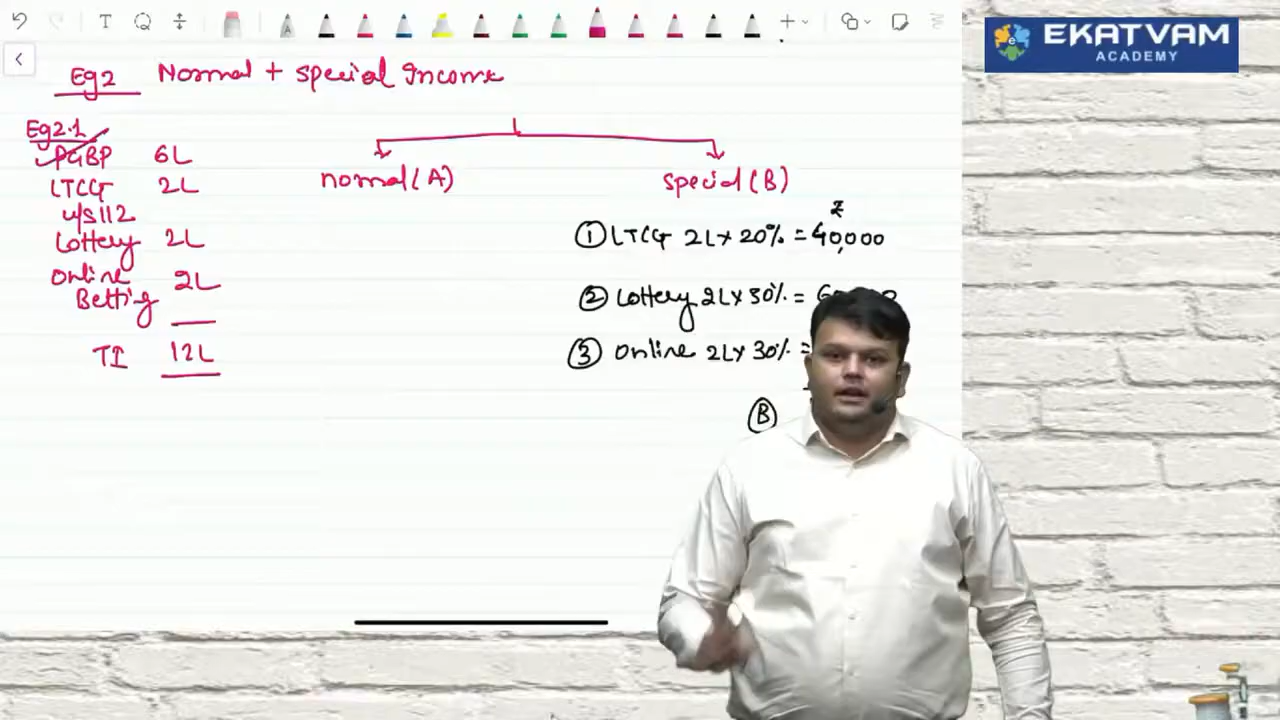 EKATVAM
ACADEMY
Eg2 Normal + special Income
Eg2.1
PGBP 6L
LTCG 2L
u/s 112
Lottery 2L
Online 2L
Betting
TI 12L
normal (A)
special (B)
₹
① LTCG 2L x 20% = 40,000
② Lottery 2L x 30% =
③ Online 2L x 30% =
Ⓑ